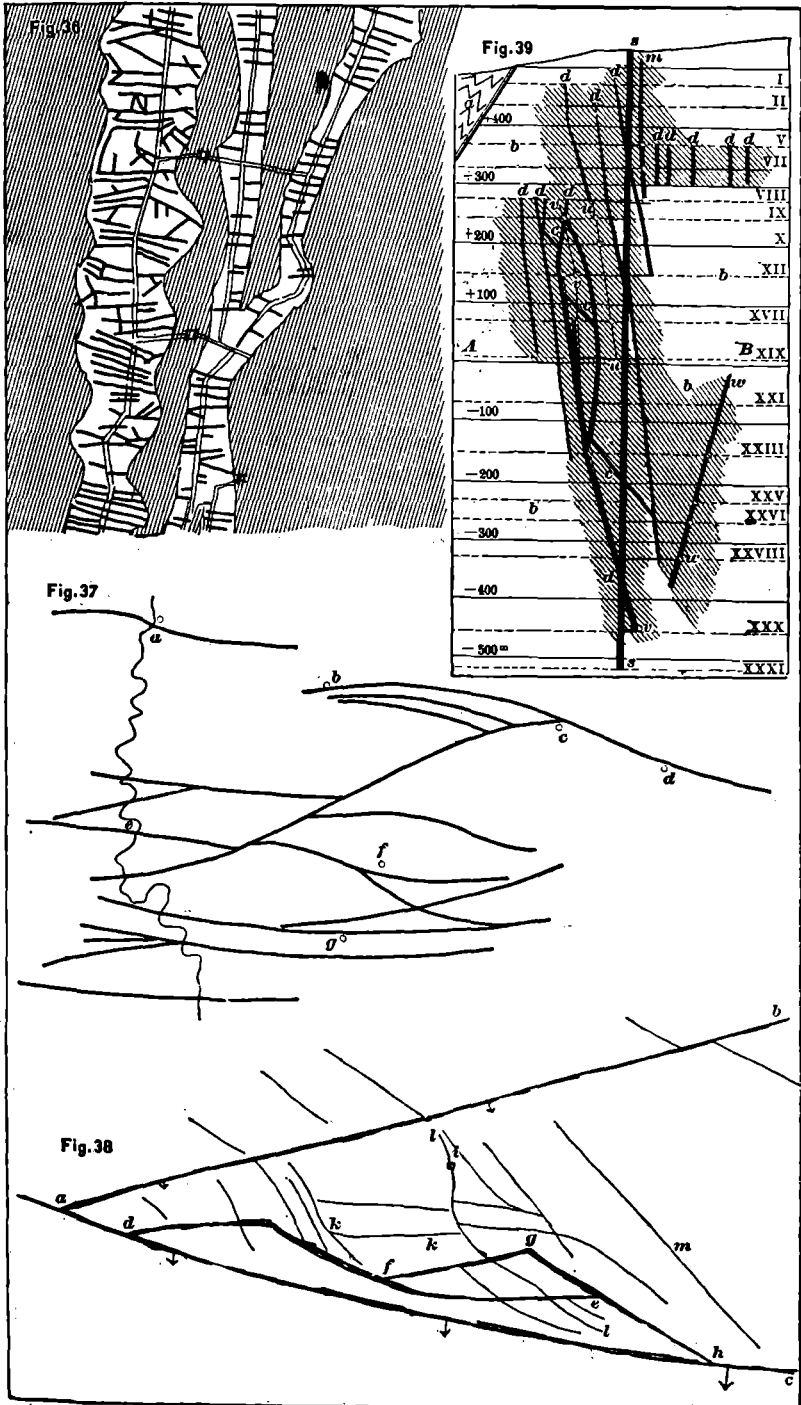 Fig.36
Fig.39
s
m
d
d
d
I
II
+400
V
b
d d d d d
VII
+300
VIII
d d d
IX
+200
X
XII
b
+100
XVII
A
B
XIX
b
w
XXI
-100
XXIII
-200
XXV
b
XXVI
-300
XXVIII
d
-400
v
XXX
-500m
s
XXXI
Fig.37
a
b
c
d
e
f
g
Fig.38
b
l
l
a
d
k
k
g
m
f
e
l
h
c